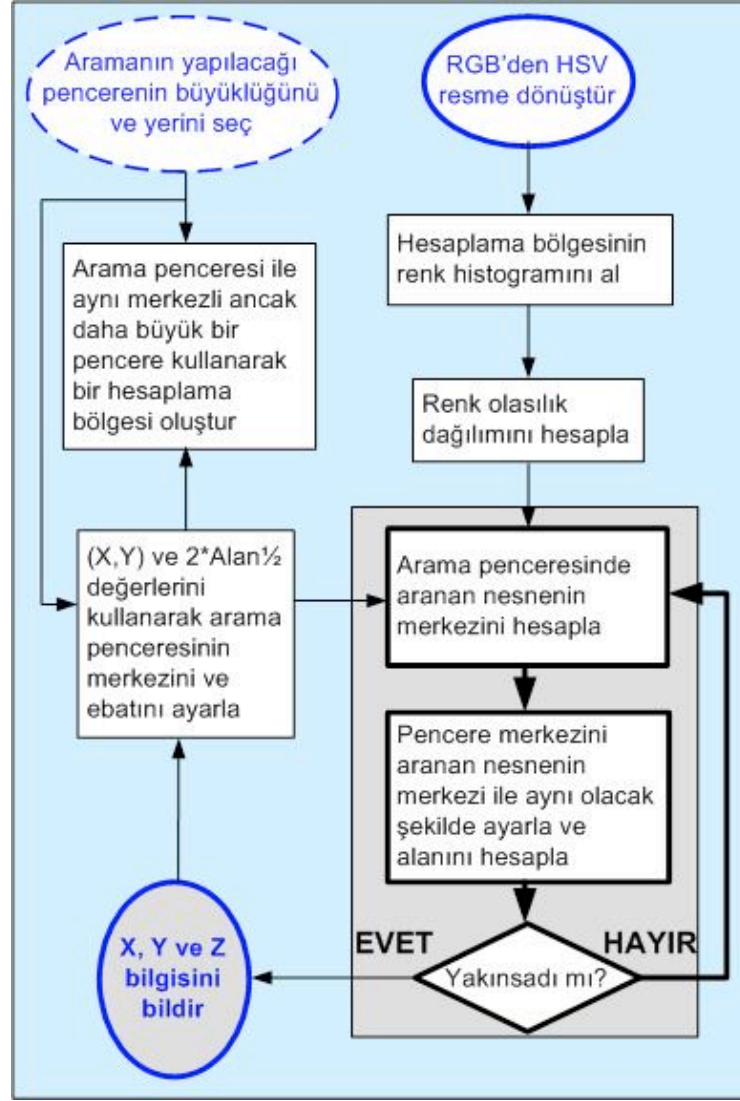 Aramanın yapılacağı
pencerenin büyüklüğünü
ve yerini seç
RGB'den HSV
resme dönüştür
Arama penceresi ile
aynı merkezli ancak
daha büyük bir
pencere kullanarak
bir hesaplama
bölgesi oluştur
Hesaplama bölgesinin
renk histogramını al
Renk olasılık
dağılımını hesapla
(X,Y) ve 2*Alan½
değerlerini
kullanarak arama
penceresinin
merkezini ve
ebatını ayarla
Arama penceresinde
aranan nesnenin
merkezini hesapla
Pencere merkezini
aranan nesnenin
merkezi ile aynı olacak
şekilde ayarla ve
alanını hesapla
EVET
HAYIR
Yakınsadı mı?
X, Y ve Z
bilgisini
bildir